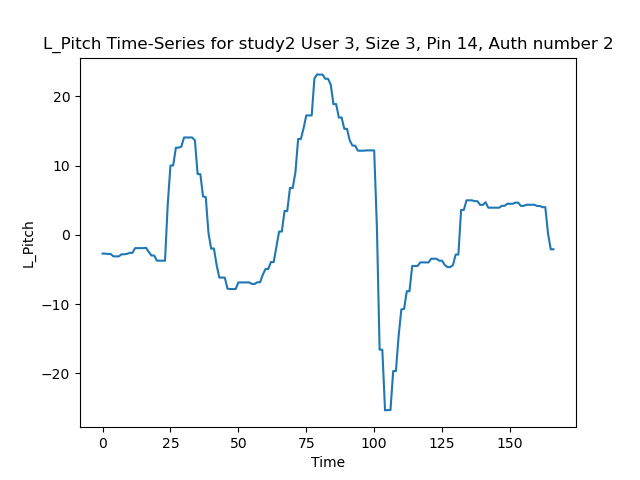 L_Pitch Time-Series for study2 User 3, Size 3, Pin 14, Auth number 2
L_Pitch
20
10
0
−10
−20
0 25 50 75 100 125 150
Time